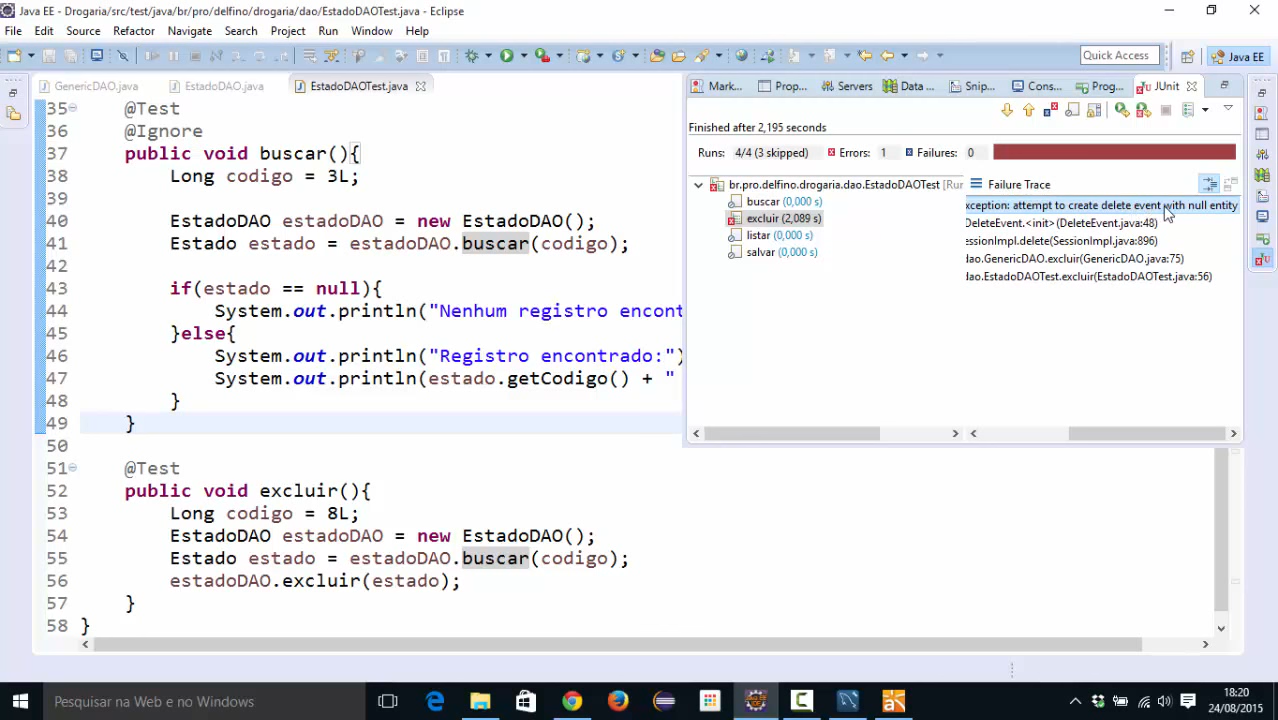 Java EE - Drogaria/src/test/java/br/pro/delfino/drogaria/dao/EstadoDAOTest.java - Eclipse
File Edit Source Refactor Navigate Search Project Run Window Help
Quick Access Java EE
GenericDAO.java EstadoDAO.java EstadoDAOTest.java
Mark... Prop... Servers Data ... Snip... Cons... Prog... JUnit
Finished after 2,195 seconds
Runs: 4/4 (3 skipped) Errors: 1 Failures: 0
br.pro.delfino.drogaria.dao.EstadoDAOTest [Run
buscar (0,000 s)
excluir (2,089 s)
listar (0,000 s)
salvar (0,000 s)
Failure Trace
xception: attempt to create delete event with null entity
DeleteEvent.<init>(DeleteEvent.java:48)
essionImpl.delete(SessionImpl.java:896)
dao.GenericDAO.excluir(GenericDAO.java:75)
dao.EstadoDAOTest.excluir(EstadoDAOTest.java:56)
35 @Test
36 @Ignore
37 public void buscar(){
38 Long codigo = 3L;
39
40 EstadoDAO estadoDAO = new EstadoDAO();
41 Estado estado = estadoDAO.buscar(codigo);
42
43 if(estado == null){
44 System.out.println("Nenhum registro encont
45 }else{
46 System.out.println("Registro encontrado:")
47 System.out.println(estado.getCodigo() + "
48 }
49 }
50
51 @Test
52 public void excluir(){
53 Long codigo = 8L;
54 EstadoDAO estadoDAO = new EstadoDAO();
55 Estado estado = estadoDAO.buscar(codigo);
56 estadoDAO.excluir(estado);
57 }
58 }
Pesquisar na Web e no Windows
18:20
24/08/2015